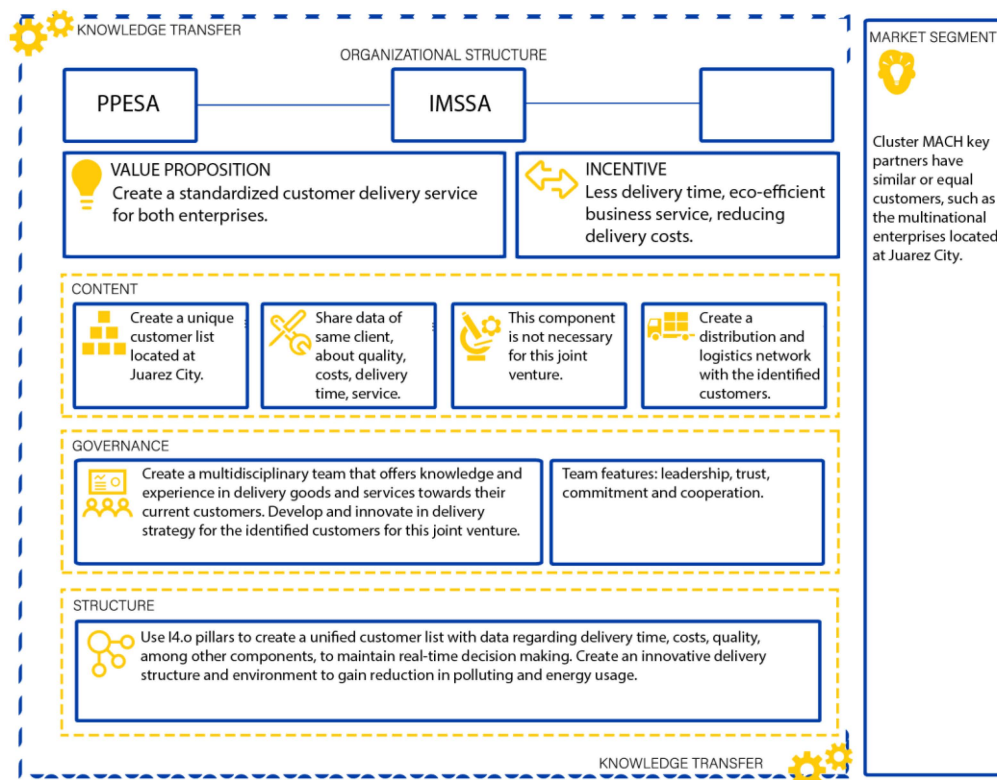 KNOWLEDGE TRANSFER
ORGANIZATIONAL STRUCTURE
PPESA
IMSSA
VALUE PROPOSITION
Create a standardized customer delivery service
for both enterprises.
INCENTIVE
Less delivery time, eco-efficient
business service, reducing
delivery costs.
CONTENT
Create a unique
customer list
located at
Juarez City.
Share data of
same client,
about quality,
costs, delivery
time, service.
This component
is not necessary
for this joint
venture.
Create a
distribution and
logistics network
with the identified
customers.
GOVERNANCE
Create a multidisciplinary team that offers knowledge and
experience in delivery goods and services towards their
current customers. Develop and innovate in delivery
strategy for the identified customers for this joint venture.
Team features: leadership, trust,
commitment and cooperation.
STRUCTURE
Use I4.o pillars to create a unified customer list with data regarding delivery time, costs, quality,
among other components, to maintain real-time decision making. Create an innovative delivery
structure and environment to gain reduction in polluting and energy usage.
KNOWLEDGE TRANSFER
MARKET SEGMENT
Cluster MACH key
partners have
similar or equal
customers, such as
the multinational
enterprises located
at Juarez City.